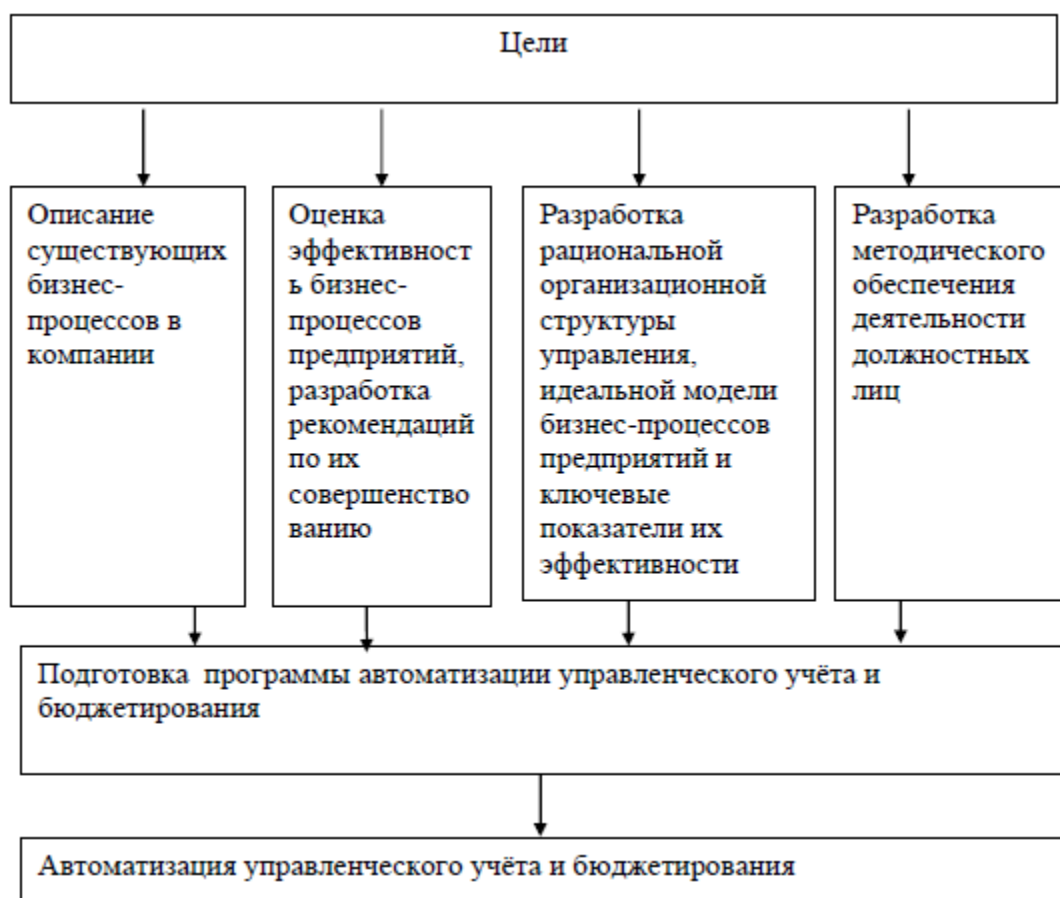 Цели
Описание
существующих
бизнес-
процессов в
компании
Оценка
эффективност
ь бизнес-
процессов
предприятий,
разработка
рекомендаций
по их
совершенство
ванию
Разработка
рациональной
организационной
структуры
управления,
идеальной модели
бизнес-процессов
предприятий и
ключевые
показатели их
эффективности
Разработка
методического
обеспечения
деятельности
должностных
лиц
Подготовка программы автоматизации управленческого учёта и
бюджетирования
Автоматизация управленческого учёта и бюджетирования